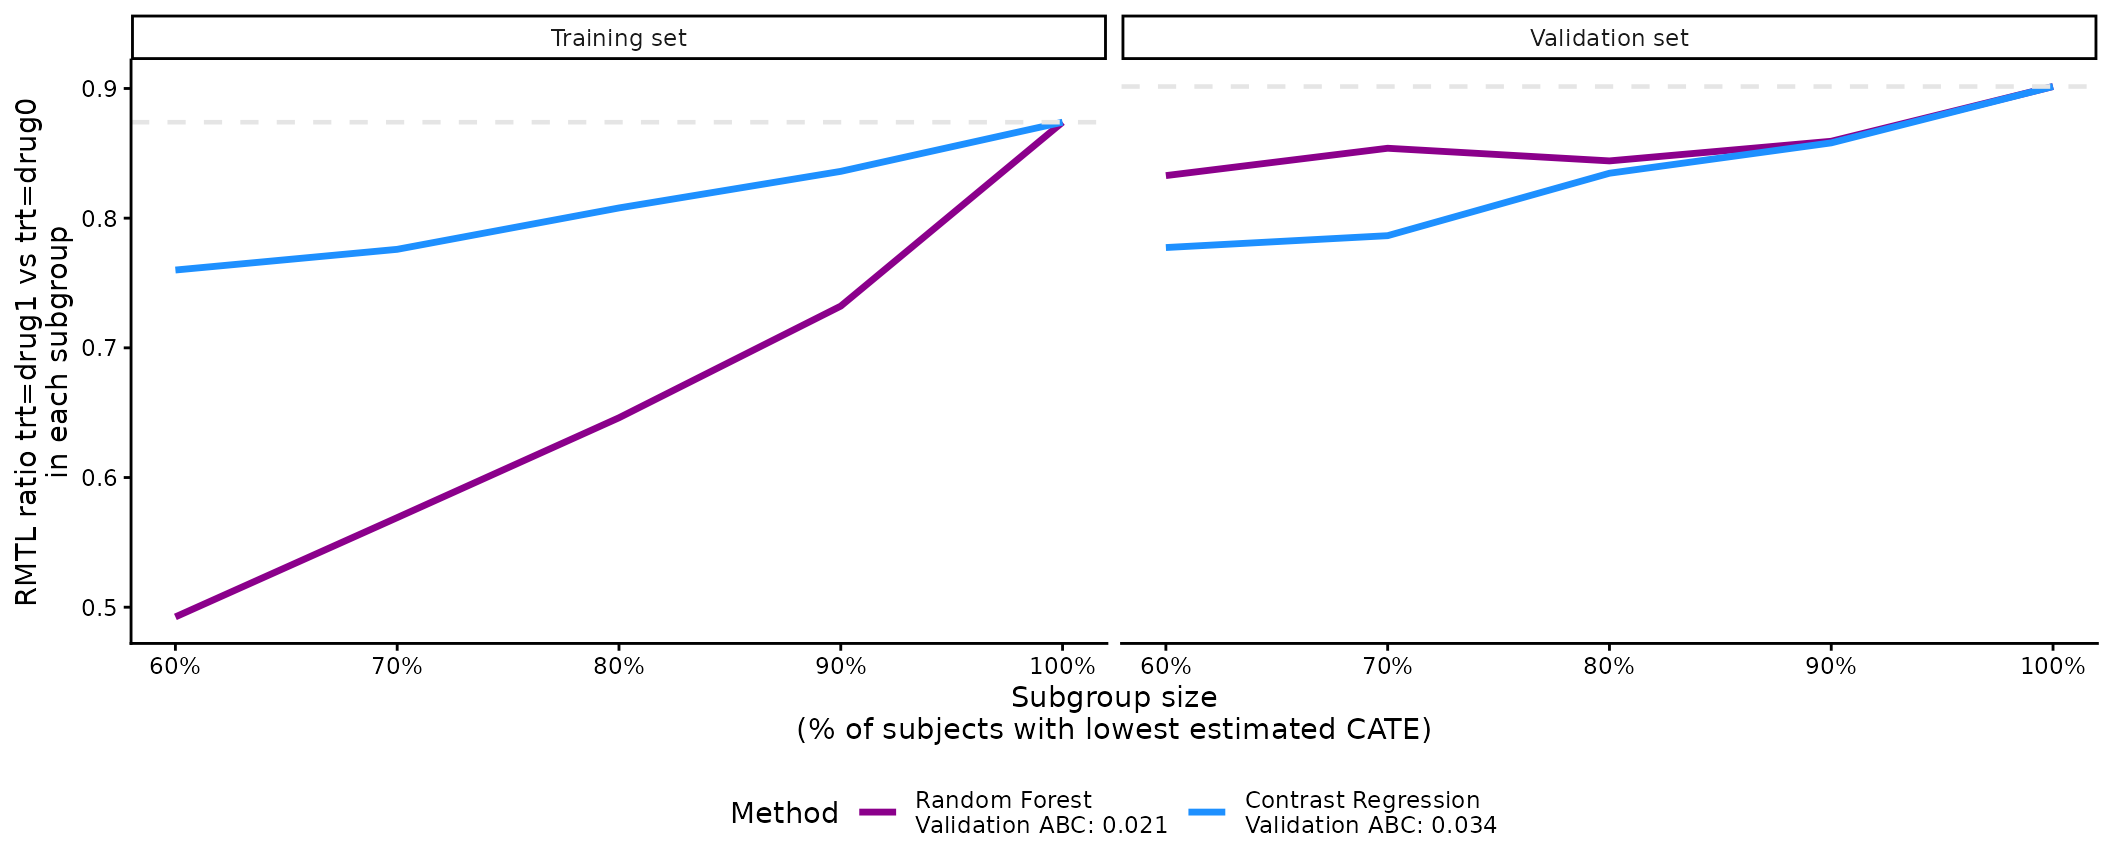 Training set
Validation set
RMTL ratio trt=drug1 vs trt=drug0
in each subgroup
0.9
0.8
0.7
0.6
0.5
60%
70%
80%
90%
100%
60%
70%
80%
90%
100%
Subgroup size
(% of subjects with lowest estimated CATE)
Method
Random Forest
Validation ABC: 0.021
Contrast Regression
Validation ABC: 0.034